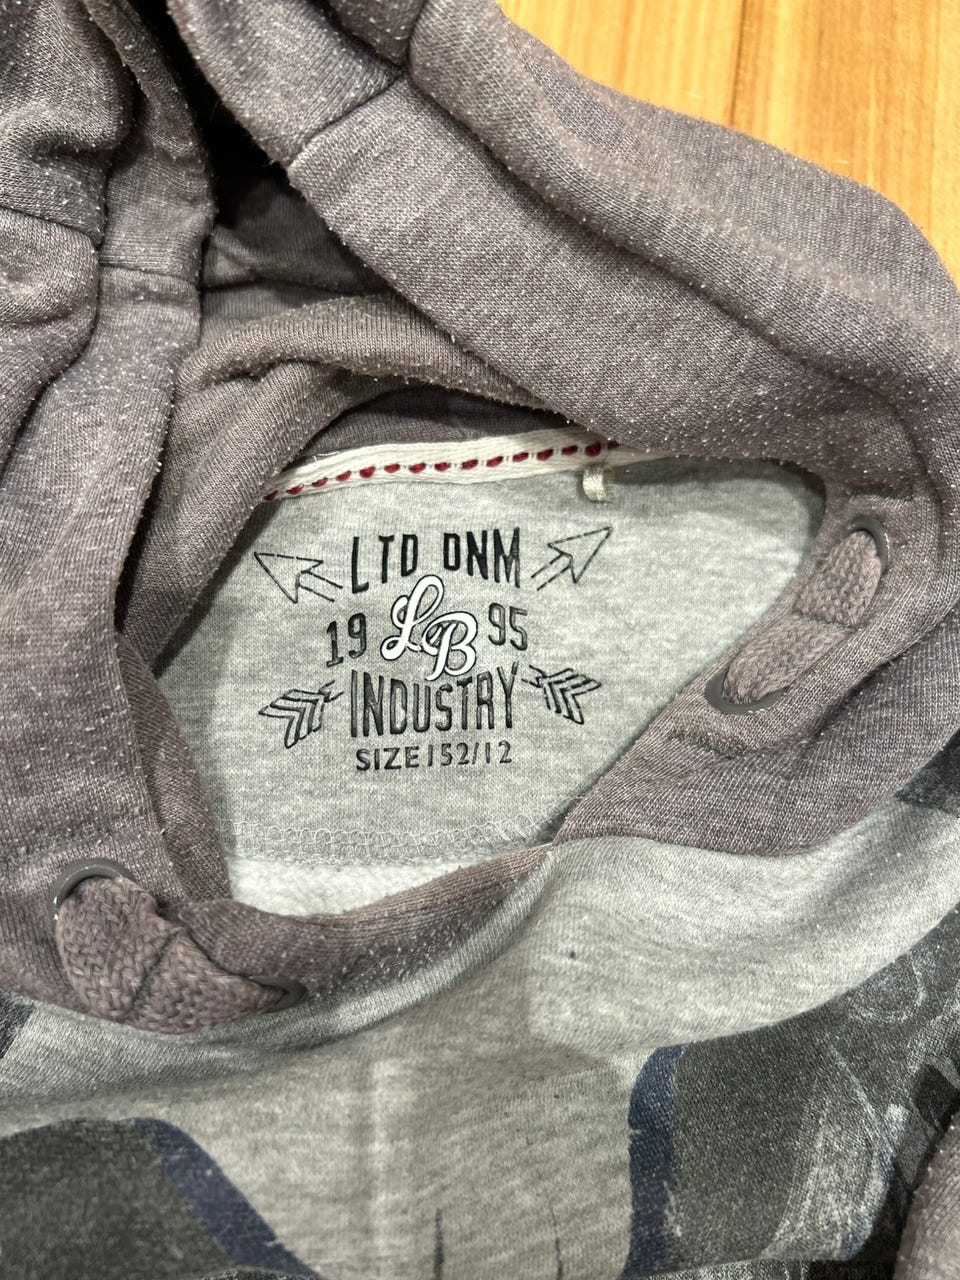 LTD DNM
19 LB 95
INDUSTRY
SIZE 152/12